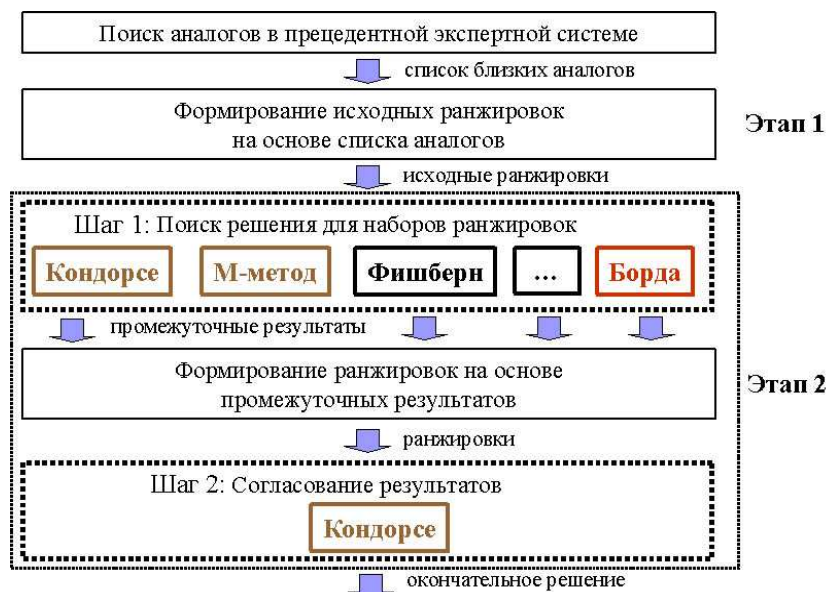 Поиск аналогов в прецедентной экспертной системе
список близких аналогов
Формирование исходных ранжировок
на основе списка аналогов
Этап 1
исходные ранжировки
Шаг 1: Поиск решения для наборов ранжировок
Кондорсе М-метод Фишберн ... Борда
промежуточные результаты
Формирование ранжировок на основе
промежуточных результатов
Этап 2
ранжировки
Шаг 2: Согласование результатов
Кондорсе
окончательное решение